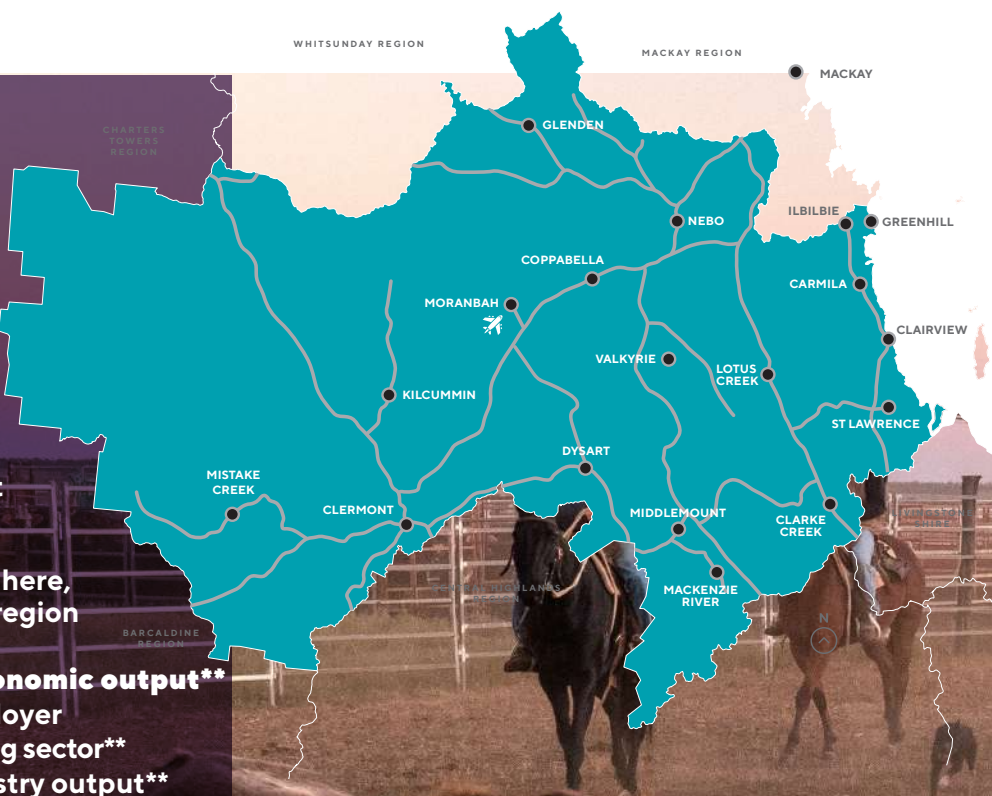 WHITSUNDAY REGION
MACKAY REGION
MACKAY
CHARTERS
TOWERS
REGION
GLENDEN
ILBILBIE
GREENHILL
NEBO
COPPABELLA
CARMILA
MORANBAH
CLAIRVIEW
VALKYRIE
LOTUS
CREEK
KILCUMMIN
ST LAWRENCE
DYSART
MISTAKE
CREEK
CLERMONT
MIDDLEMOUNT
CLARKE
CREEK
MACKENZIE
RIVER
N
BARCALDINE
REGION
here,
region
onomic output**
loyer
g sector**
stry output**